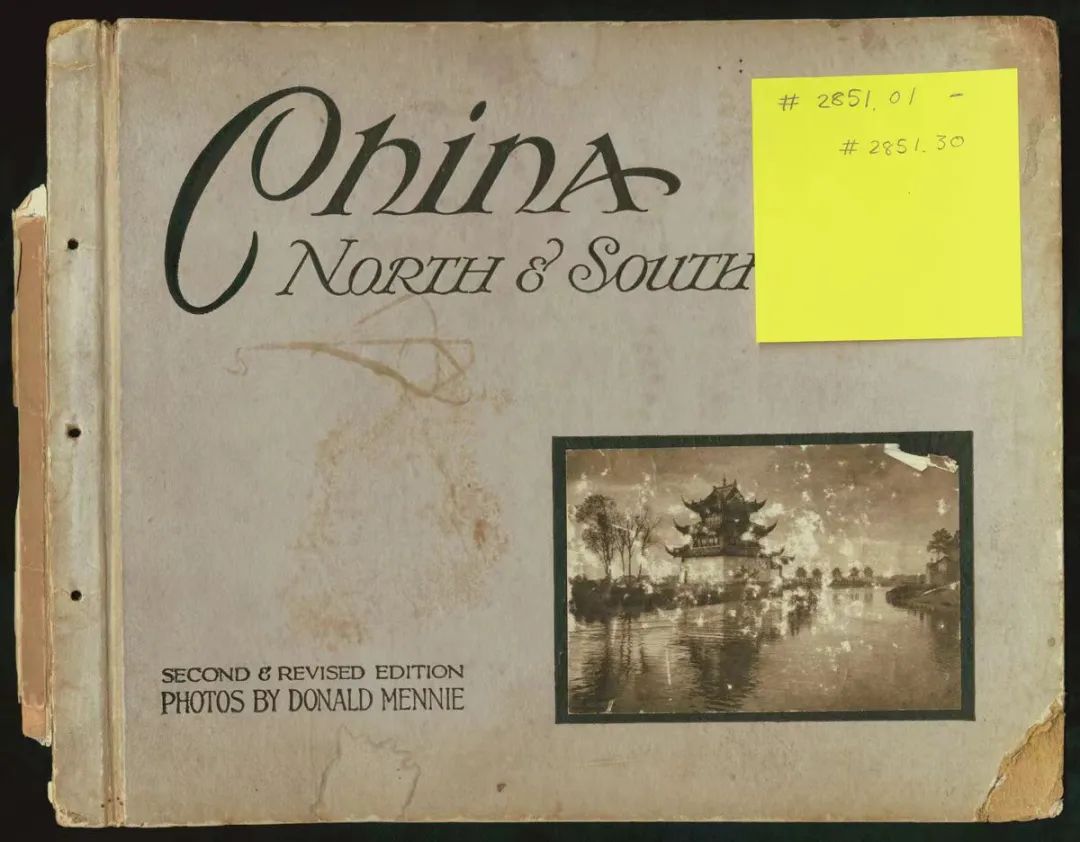 China
North & South
# 2851.01 -
# 2851.30
SECOND & REVISED EDITION
PHOTOS BY DONALD MENNIE